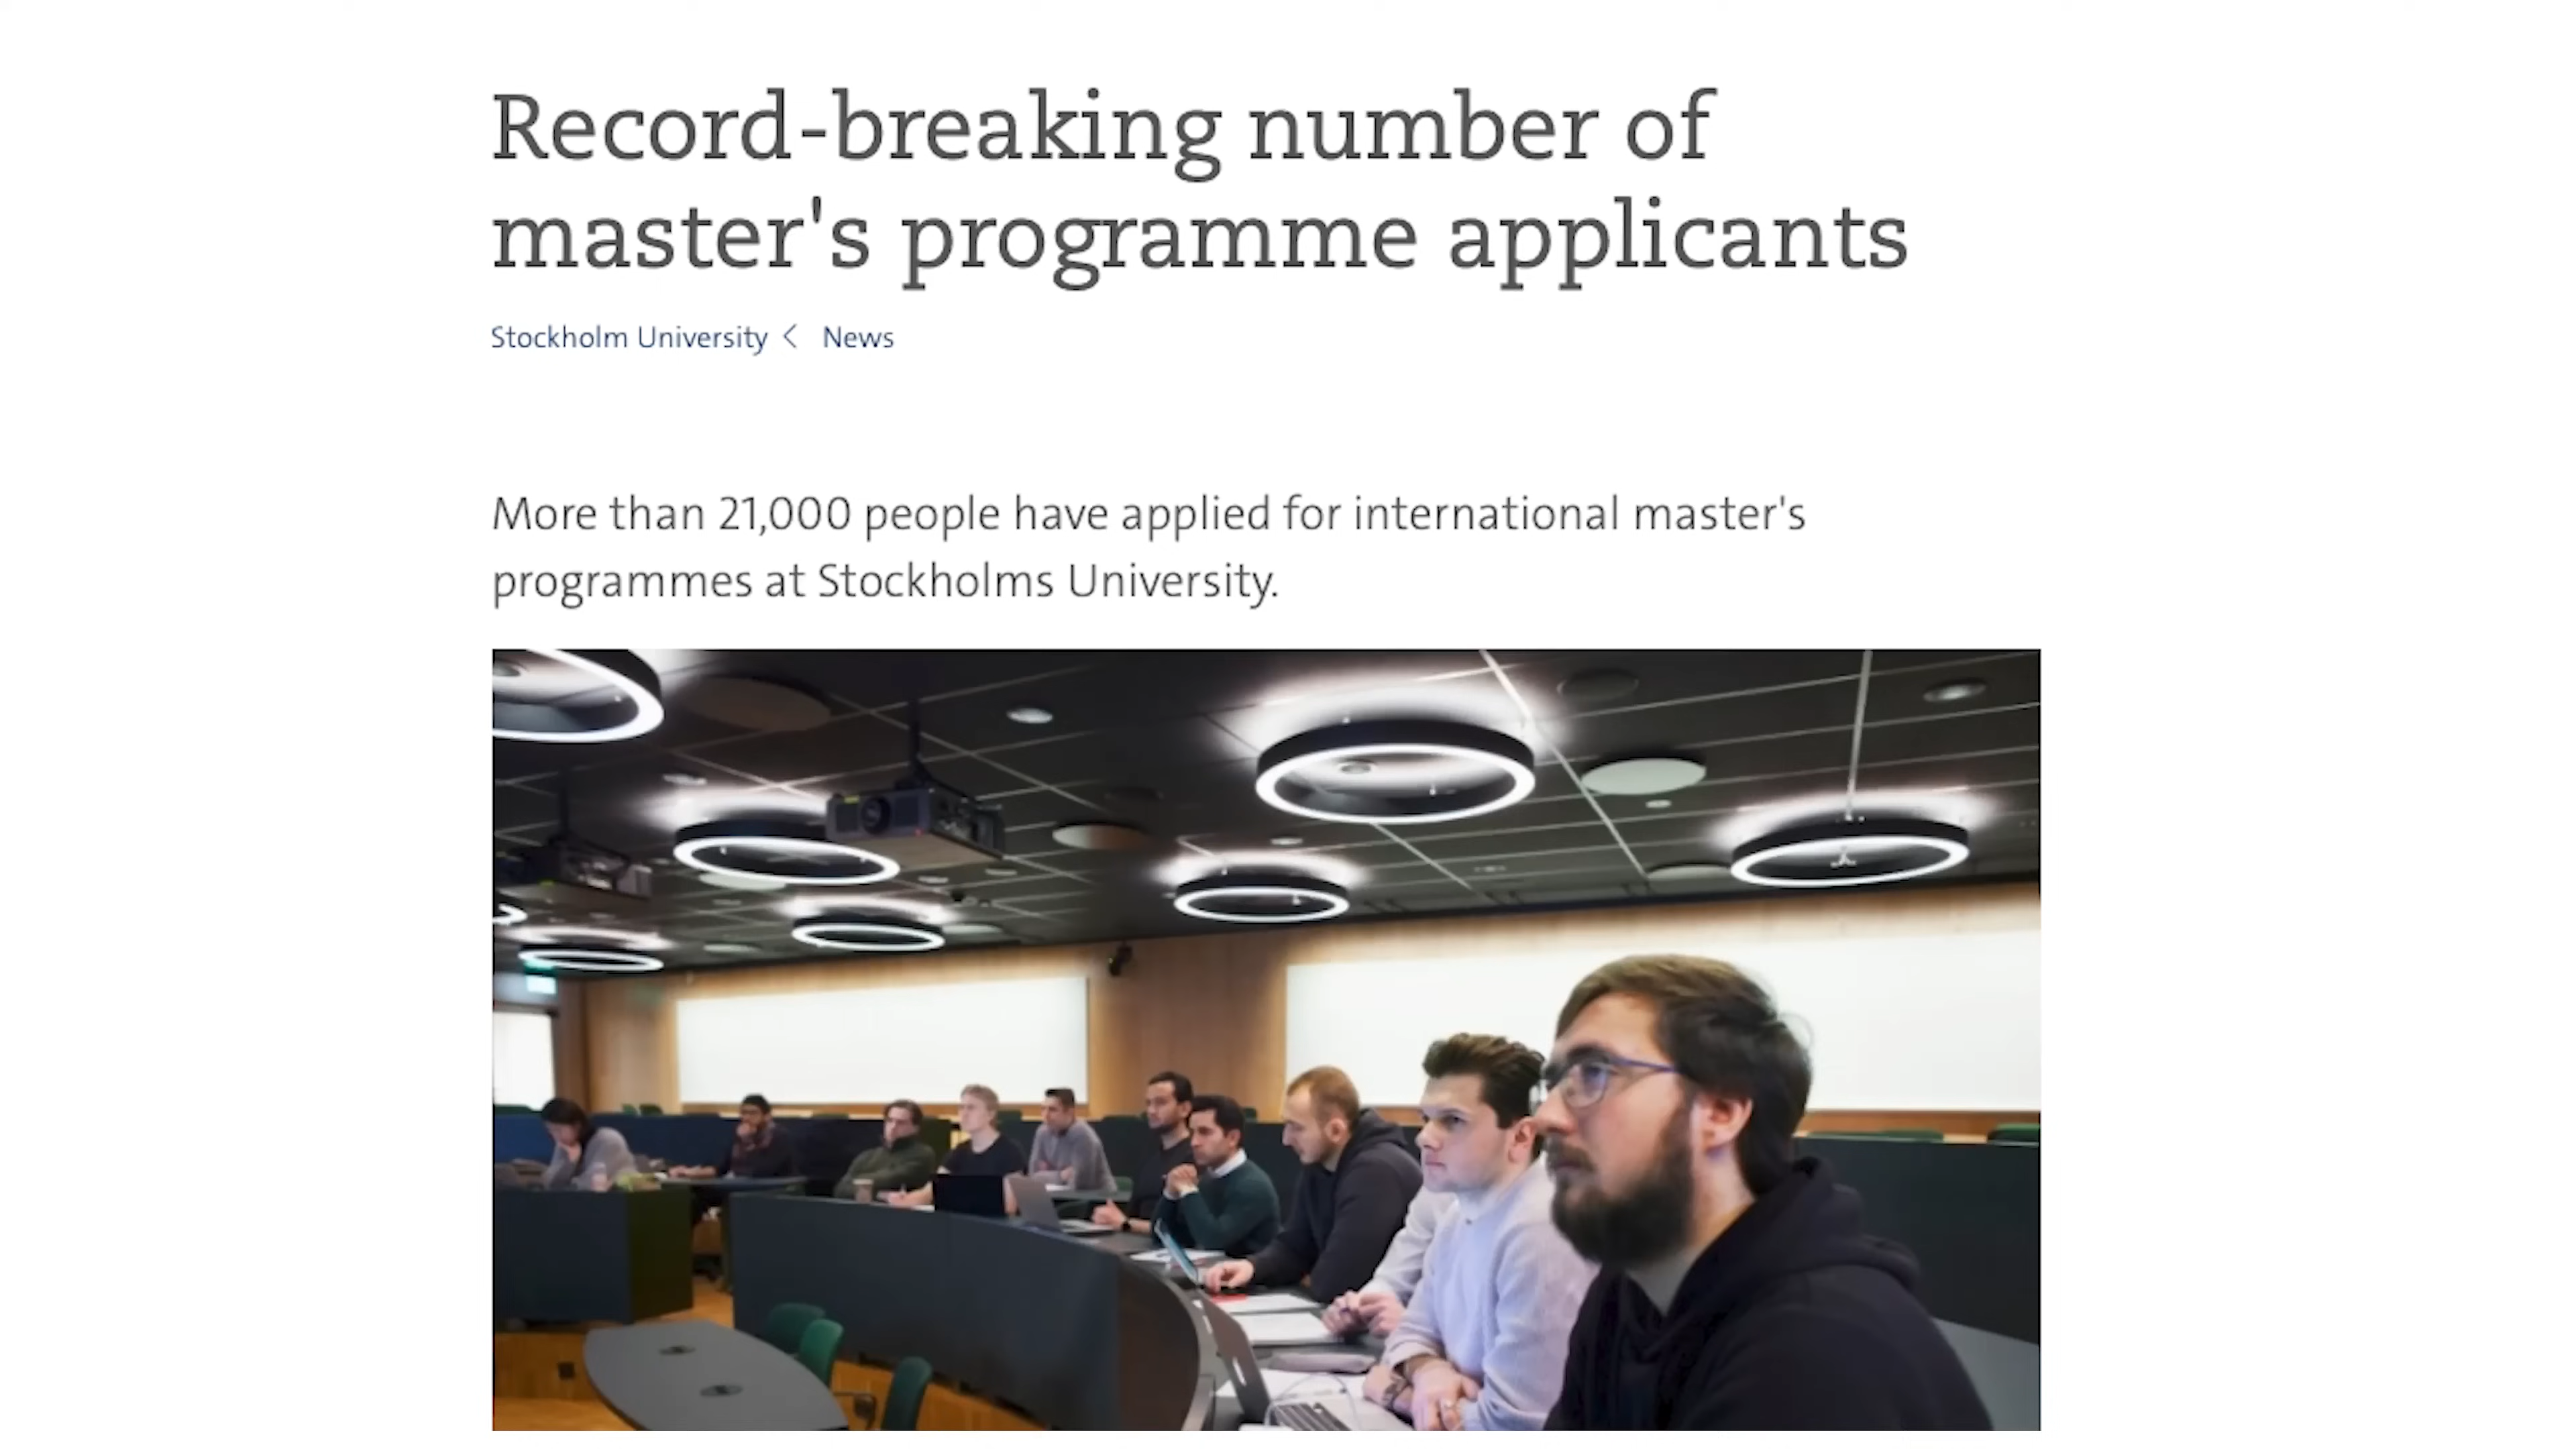 Record-breaking number of
master's programme applicants
Stockholm University < News
More than 21,000 people have applied for international master's
programmes at Stockholms University.